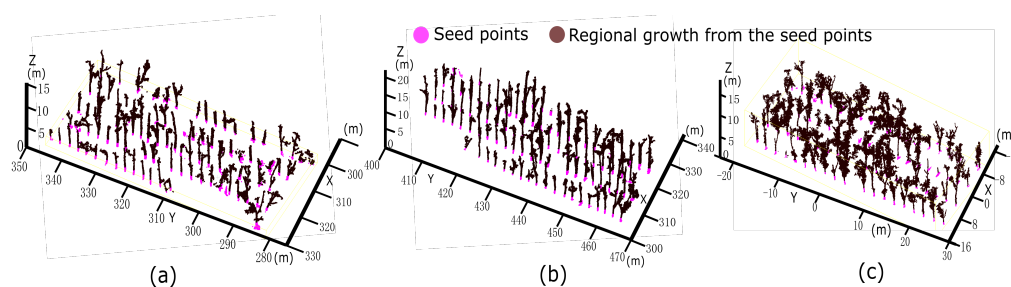 Seed points
Regional growth from the seed points
Z
(m)
15
10
5
0
350
340
330
320
310
300
290
280
Y
(m)
(m)
300
X
310
320
330
(a)
Z
(m)
20
15
10
5
0
400
410
420
430
440
450
460
470
Y
(m)
(m)
340
330
320
X
310
300
(b)
Z
(m)
15
10
5
0
-20
-10
0
10
20
30
Y
(m)
(m
-8
X
0
8
16
(c)